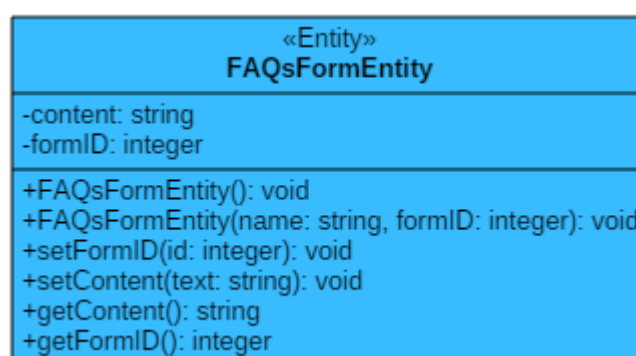 «Entity»
FAQsFormEntity
-content: string
-formID: integer
+FAQsFormEntity(): void
+FAQsFormEntity(name: string, formID: integer): void
+setFormID(id: integer): void
+setContent(text: string): void
+getContent(): string
+getFormID(): integer